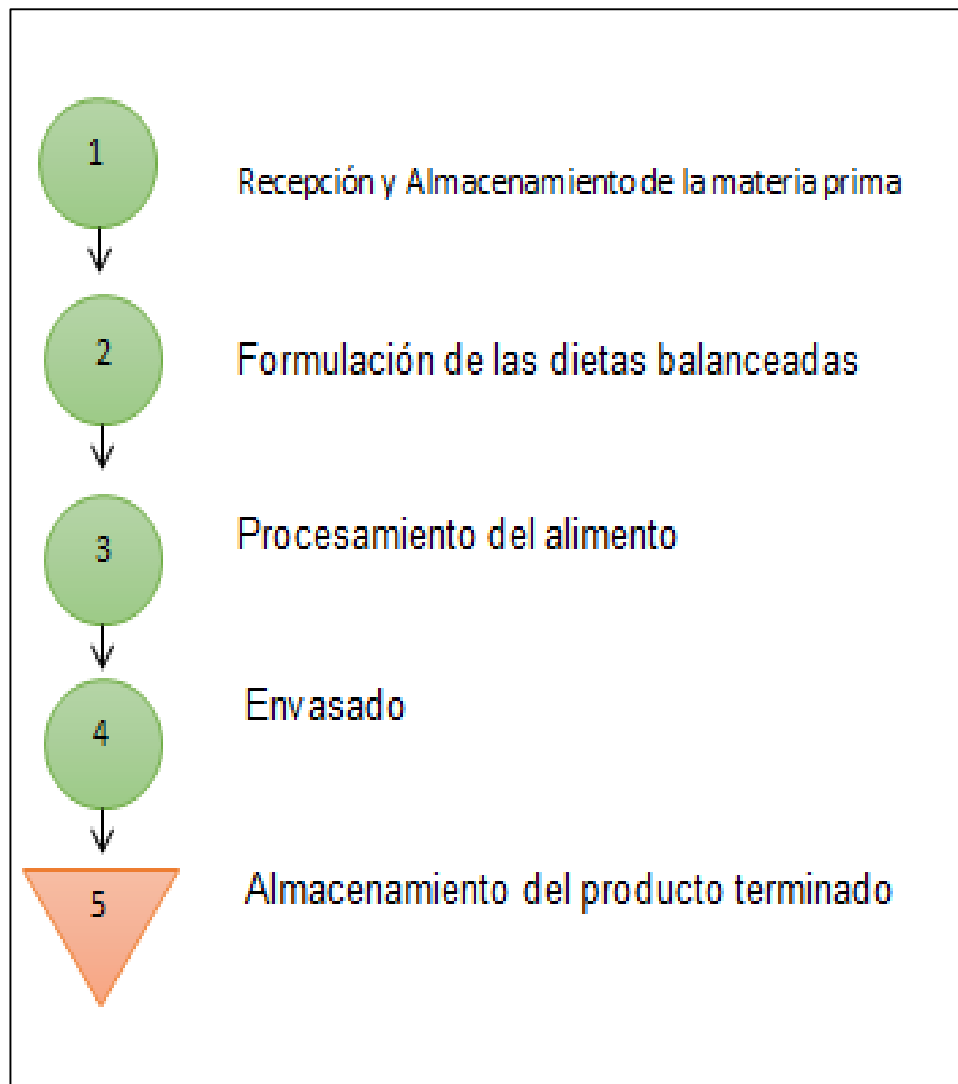 1
Recepción y Almacenamiento de la materia prima
2
Formulación de las dietas balanceadas
3
Procesamiento del alimento
4
Envasado
5
Almacenamiento del producto terminado